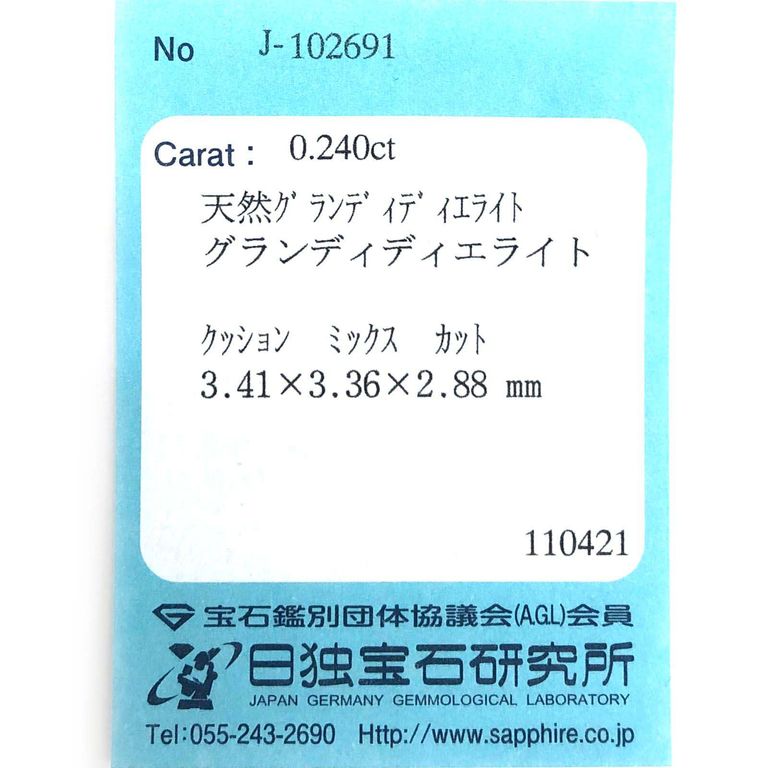 No J-102691
Carat : 0.240ct
天然ｸﾞﾗﾝﾃﾞｨﾃﾞｨｴﾗｲﾄ
グランディディエライト
ｸｯｼｮﾝ ﾐｯｸｽ ｶｯﾄ
3.41×3.36×2.88 mm
110421
宝石鑑別団体協議会(A.G.L)会員
日独宝石研究所
JAPAN GERMANY GEMMOLOGICAL LABORATORY
Tel:055-243-2690 Http://www.sapphire.co.jp